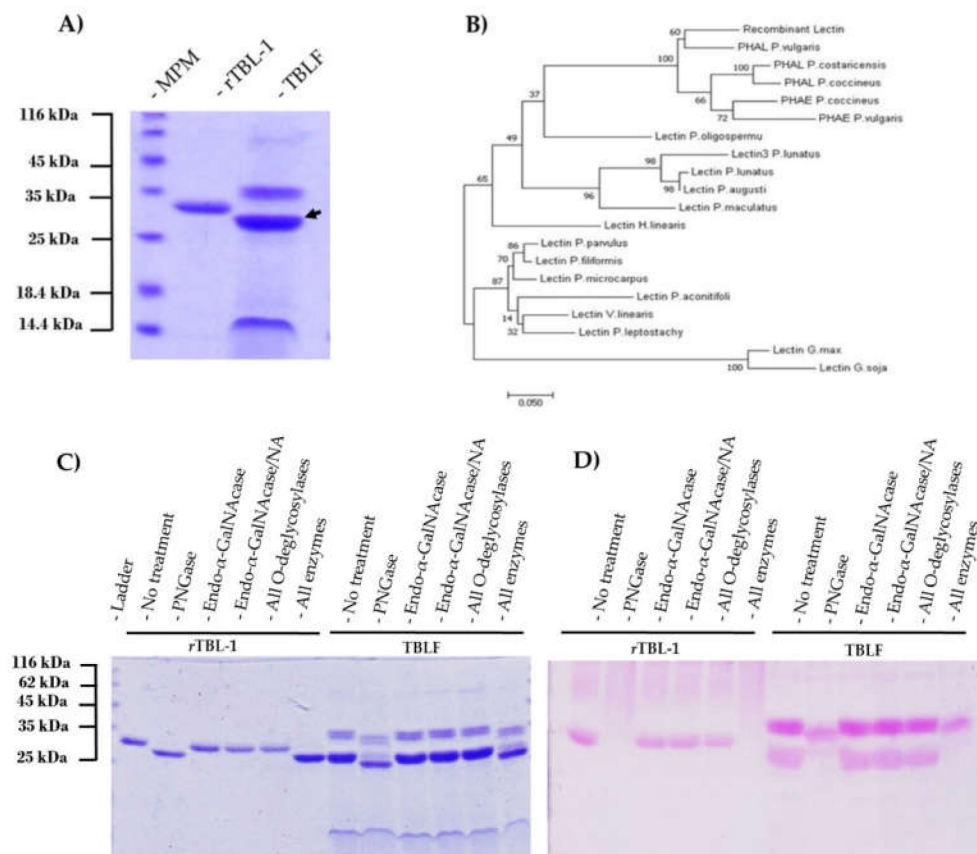 A)
- MPM
- rTBL-1
- TBLF
116 kDa
45 kDa
35 kDa
25 kDa
18.4 kDa
14.4 kDa
B)
60
Recombinant Lectin
PHAL P.vulgaris
100
100
PHAL P.costaricensis
PHAL P.coccineus
66
PHAE P.coccineus
72
PHAE P.vulgaris
37
Lectin P.oligospermu
49
98
Lectin3 P.lunatus
Lectin P.lunatus
98
Lectin P.augusti
96
Lectin P.maculatus
65
Lectin H.linearis
86
Lectin P.parvulus
70
Lectin P.filiformis
87
Lectin P.microcarpus
Lectin P.aconitifoli
14
Lectin V.linearis
32
Lectin P.leptostachy
Lectin G.max
100
Lectin G.soja
0.050
C)
- Ladder
- No treatment
- PNGase
- Endo-α-GalNAcase
- Endo-α-GalNAcase/NA
- All O-deglycosylases
- All enzymes
- No treatment
- PNGase
- Endo-α-GalNAcase
- Endo-α-GalNAcase/NA
- All O-deglycosylases
- All enzymes
rTBL-1
TBLF
116 kDa
62 kDa
45 kDa
35 kDa
25 kDa
D)
- No treatment
- PNGase
- Endo-α-GalNAcase
- Endo-α-GalNAcase/NA
- All O-deglycosylases
- All enzymes
- No treatment
- PNGase
- Endo-α-GalNAcase
- Endo-α-GalNAcase/NA
- All O-deglycosylases
- All enzymes
rTBL-1
TBLF